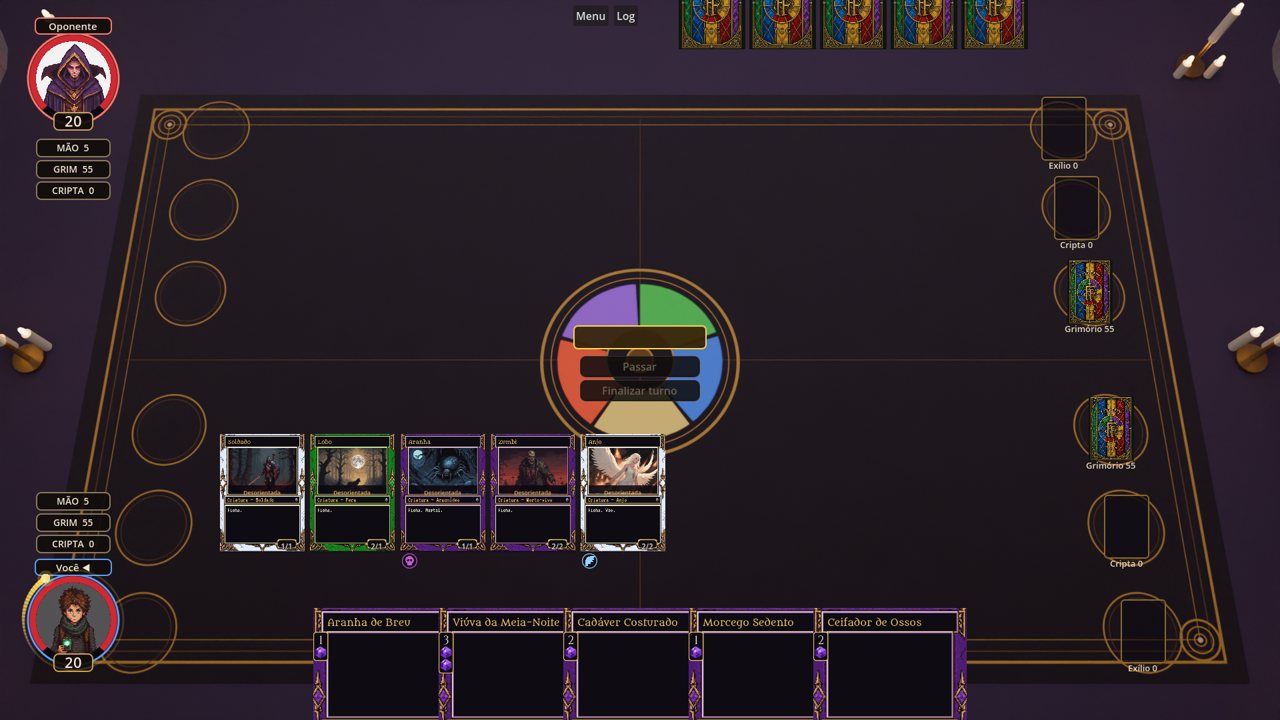 Oponente
20
MÃO 5
GRIM 55
CRIPTA 0
Menu
Log
Exílio 0
Cripta 0
Grimório 55
Passar
Finalizar turno
Grimório 55
Cripta 0
Exílio 0
Soldado
Desorientada
Criatura - Soldado
Ficha.
1/1
Lobo
Desorientada
Criatura - Fera
Ficha.
2/1
Aranha
Desorientada
Criatura - Aracnídeo
Ficha. Mortal.
1/1
Zumbi
Desorientada
Criatura - Morto-vivo
Ficha.
2/2
Anjo
Desorientada
Criatura - Anjo
Ficha. Voo.
2/2
MÃO 5
GRIM 55
CRIPTA 0
Você
20
Aranha de Breu
1
Viúva da Meia-Noite
3
Cadáver Costurado
2
Morcego Sedento
1
Ceifador de Ossos
2